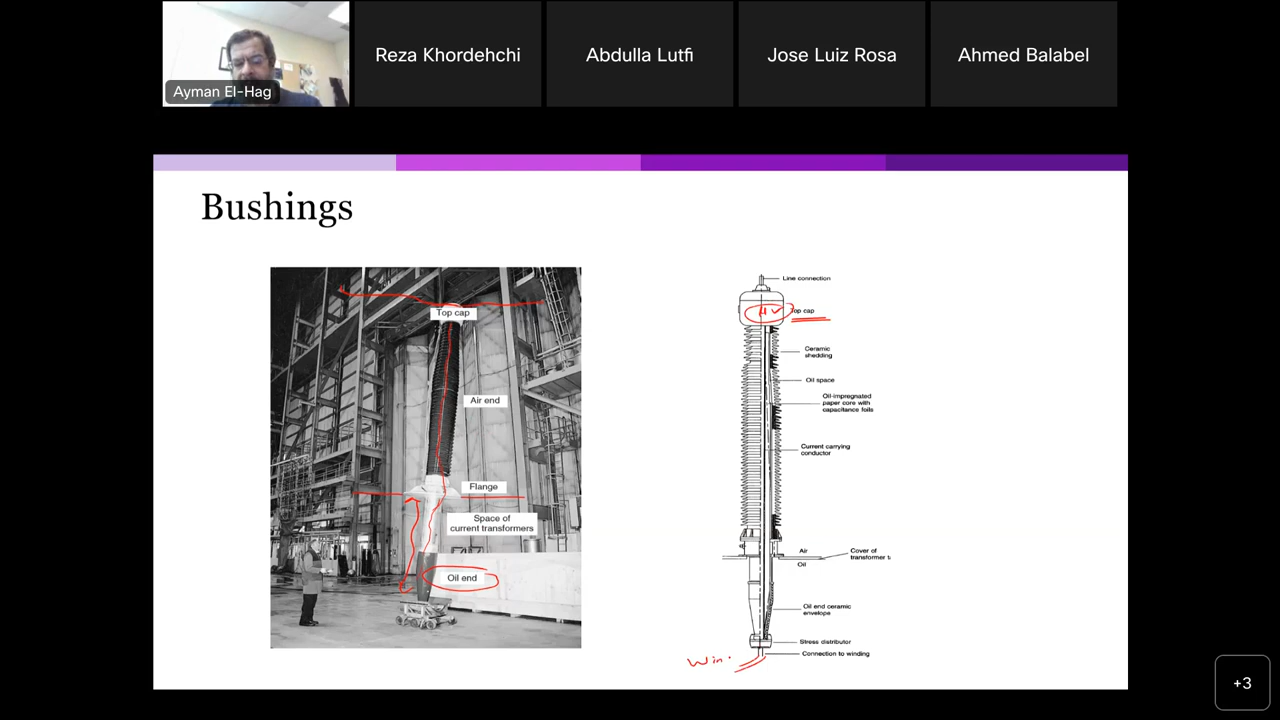 Ayman El-Hag
Reza Khordehchi
Abdulla Lutfi
Jose Luiz Rosa
Ahmed Balabel
Bushings
Top cap
Air end
Flange
Space of
current transformers
Oil end
Line connection
HV
Top cap
Ceramic
shedding
Oil space
Oil-impregnated
paper core with
capacitance foils
Current carrying
conductor
Air
Oil
Cover of
transformer t
Oil end ceramic
envelope
Stress distributor
Connection to winding
Win.
+3